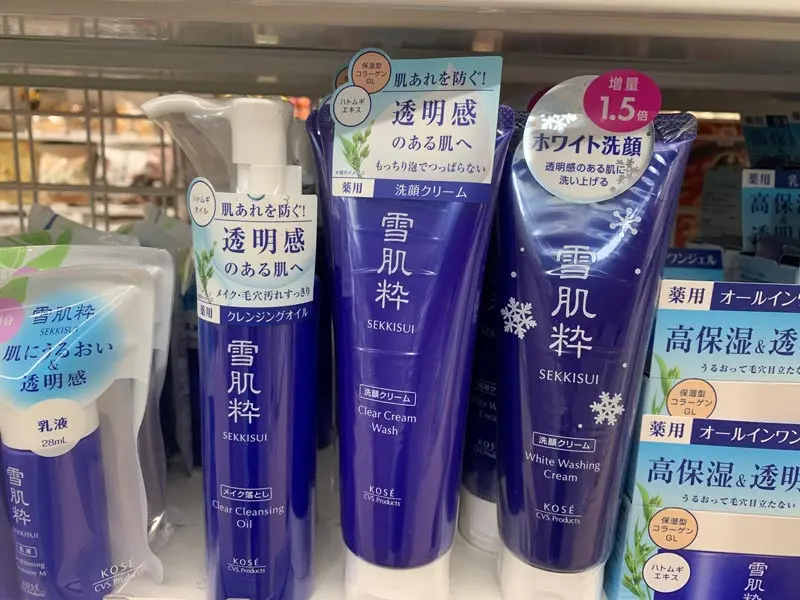 雪肌粋
SEKKISUI
肌にうるおい
&
透明感
乳液
28mL
雪肌粋
SEKKISUI
乳液
KOSÉ
CVS.Products
ハトムギ
オイル
肌あれを防ぐ!
透明感
のある肌へ
メイク・毛穴汚れすっきり
薬用
クレンジングオイル
雪肌粋
SEKKISUI
メイク落とし
Clear Cleansing
Oil
KOSÉ
CVS.Products
保湿型
コラーゲン
GL
ハトムギ
エキス
肌あれを防ぐ!
透明感
のある肌へ
もっちり泡でつっぱらない
薬用
洗顔クリーム
雪肌粋
SEKKISUI
洗顔クリーム
Clear Cream
Wash
KOSÉ
CVS.Products
増量
1.5倍
ホワイト洗顔
透明感のある肌に
洗い上げる
雪肌粋
SEKKISUI
洗顔クリーム
White Washing
Cream
KOSÉ
CVS.Products
薬用
高保
透明
ワンジェル
薬用
オールインワ
高保湿&透
うるおって毛穴目立たな
保湿型
コラーゲン
GL
薬用
オールインワン
高保湿&透明
うるおって毛穴目立たない
保湿型
コラーゲン
GL
ハトムギ
エキス
雪肌